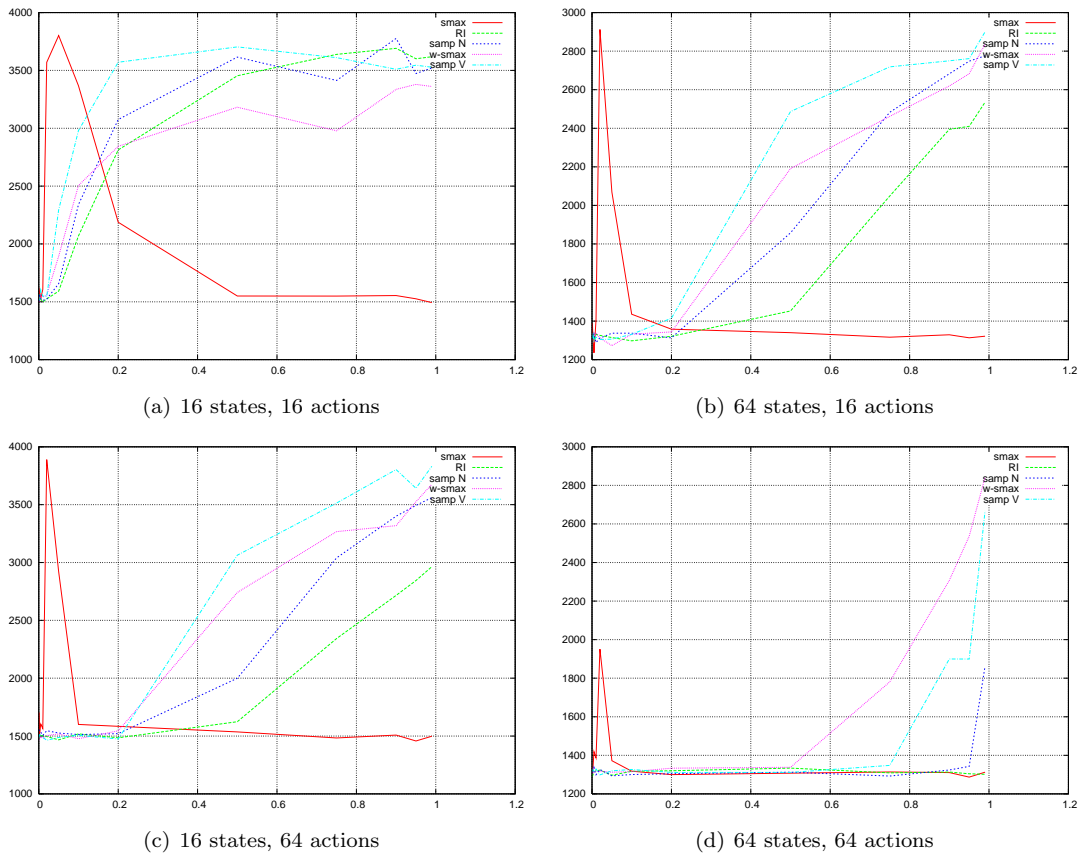 4000
3500
3000
2500
2000
1500
1000
0
0.2
0.4
0.6
0.8
1
1.2
smax
RI
samp N
w-smax
samp V
(a) 16 states, 16 actions
3000
2800
2600
2400
2200
2000
1800
1600
1400
1200
0
0.2
0.4
0.6
0.8
1
1.2
smax
RI
samp N
w-smax
samp V
(b) 64 states, 16 actions
4000
3500
3000
2500
2000
1500
1000
0
0.2
0.4
0.6
0.8
1
1.2
smax
RI
samp N
w-smax
samp V
(c) 16 states, 64 actions
3000
2800
2600
2400
2200
2000
1800
1600
1400
1200
0
0.2
0.4
0.6
0.8
1
1.2
smax
RI
samp N
w-smax
samp V
(d) 64 states, 64 actions